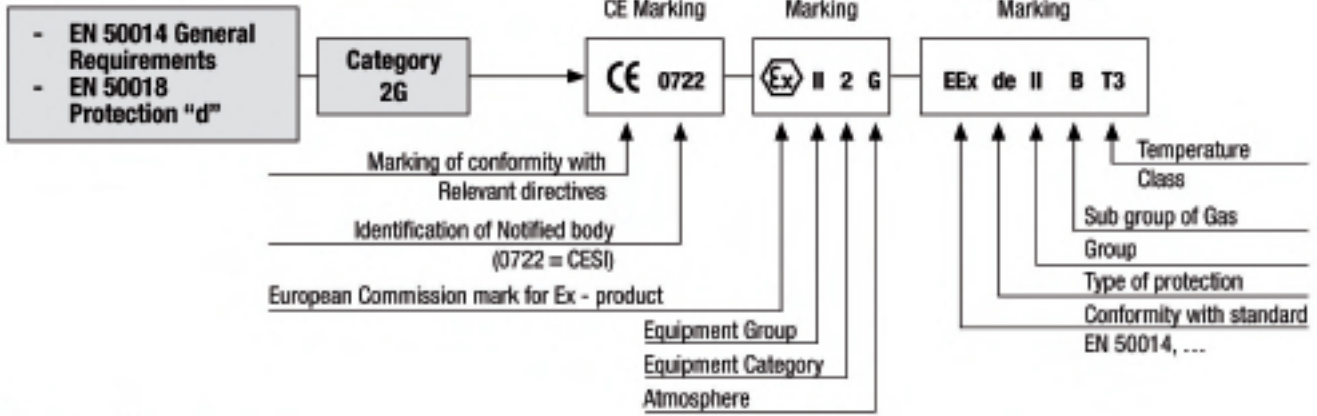 CE Marking
Marking
Marking
- EN 50014 General
Requirements
- EN 50018
Protection “d”
Category
2G
CE 0722
Ex II 2 G
EEx de II B T3
Marking of conformity with
Relevant directives
Identification of Notified body
(0722 = CESI)
European Commission mark for Ex - product
Equipment Group
Equipment Category
Atmosphere
Temperature
Class
Sub group of Gas
Group
Type of protection
Conformity with standard
EN 50014, ...